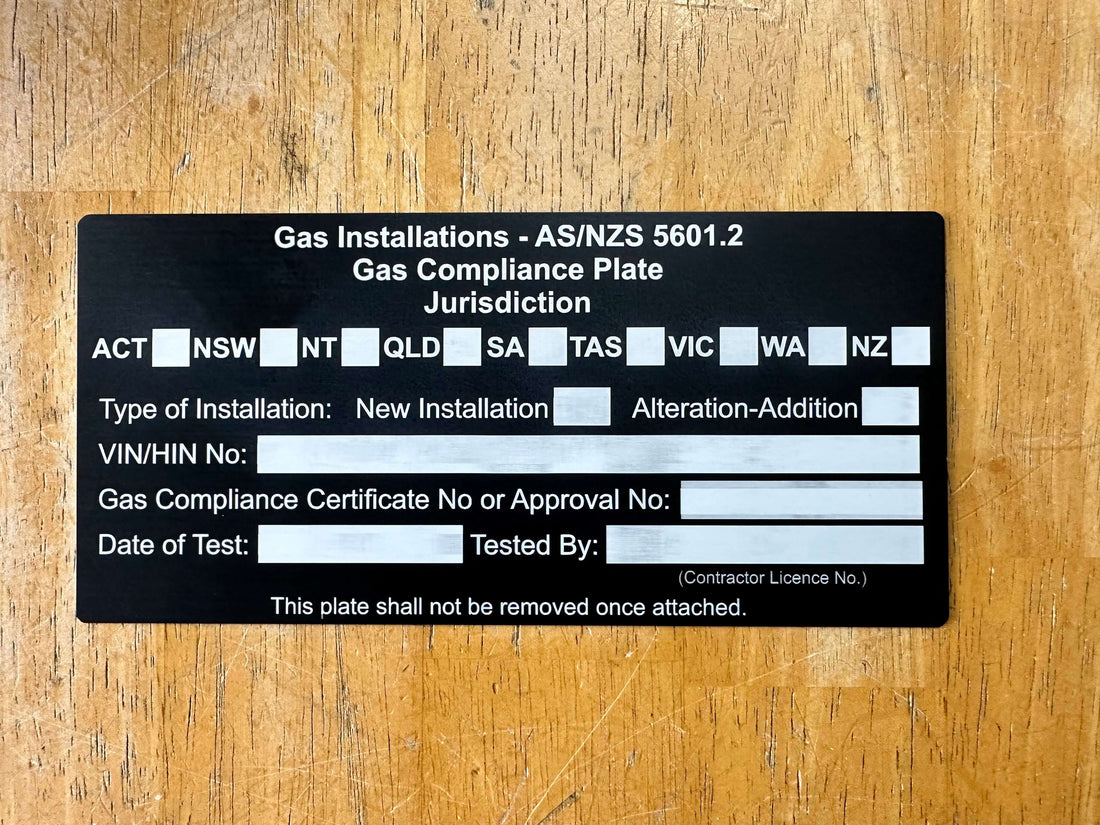 Gas Installations - AS/NZS 5601.2
Gas Compliance Plate
Jurisdiction
ACT NSW NT QLD SA TAS VIC WA NZ
Type of Installation: New Installation Alteration-Addition
VIN/HIN No:
Gas Compliance Certificate No or Approval No:
Date of Test: Tested By:
(Contractor Licence No.)
This plate shall not be removed once attached.